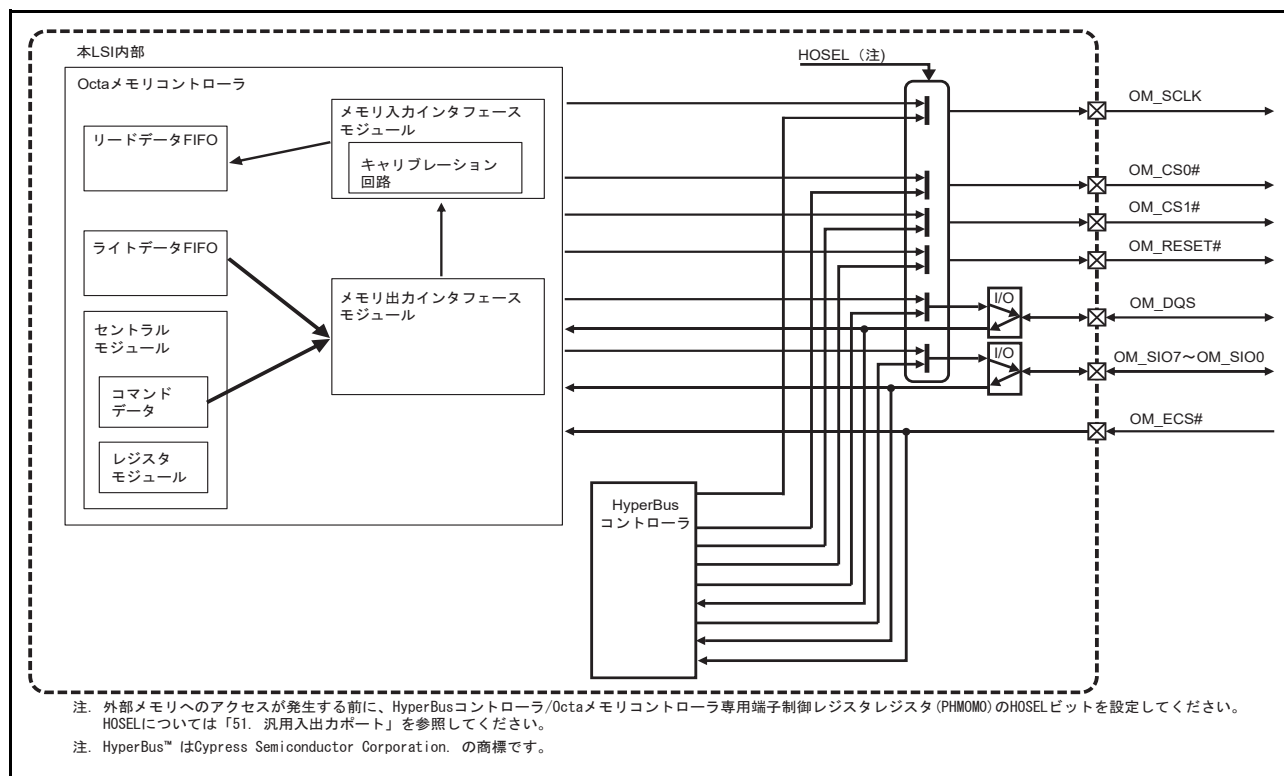 本LSI内部
Octaメモリコントローラ
リードデータFIFO
メモリ入力インタフェース
モジュール
キャリブレーション
回路
ライトデータFIFO
セントラル
モジュール
コマンド
データ
レジスタ
モジュール
メモリ出力インタフェース
モジュール
HOSEL（注)
I/O
I/O
HyperBus
コントローラ
OM_SCLK
OM_CS0#
OM_CS1#
OM_RESET#
OM_DQS
OM_SIO7～OM_SIO0
OM_ECS#
注. 外部メモリへのアクセスが発生する前に、HyperBusコントローラ/Octaメモリコントローラ専用端子制御レジスタレジスタ(PHMOMO)のHOSELビットを設定してください。
HOSELについては「51. 汎用入出力ポート」を参照してください。
注. HyperBus™ はCypress Semiconductor Corporation. の商標です。